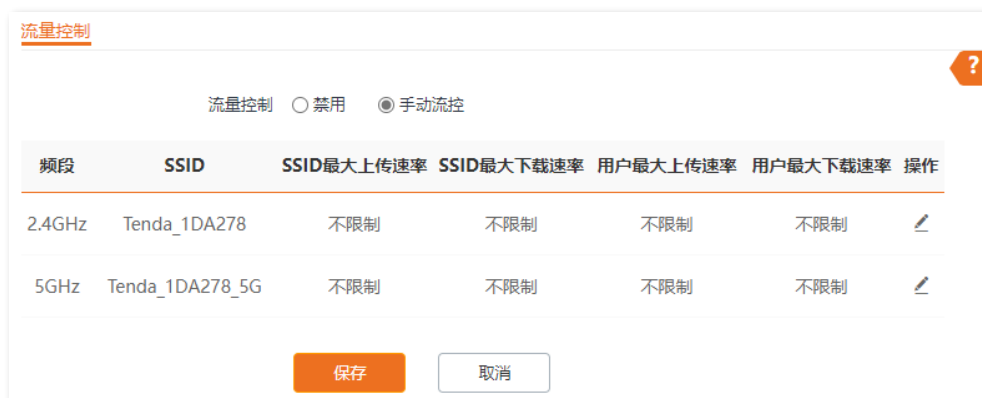 流量控制
?
流量控制 禁用 手动流控
频段 SSID SSID最大上传速率 SSID最大下载速率 用户最大上传速率 用户最大下载速率 操作
2.4GHz Tenda_1DA278 不限制 不限制 不限制 不限制
5GHz Tenda_1DA278_5G 不限制 不限制 不限制 不限制
保存 取消